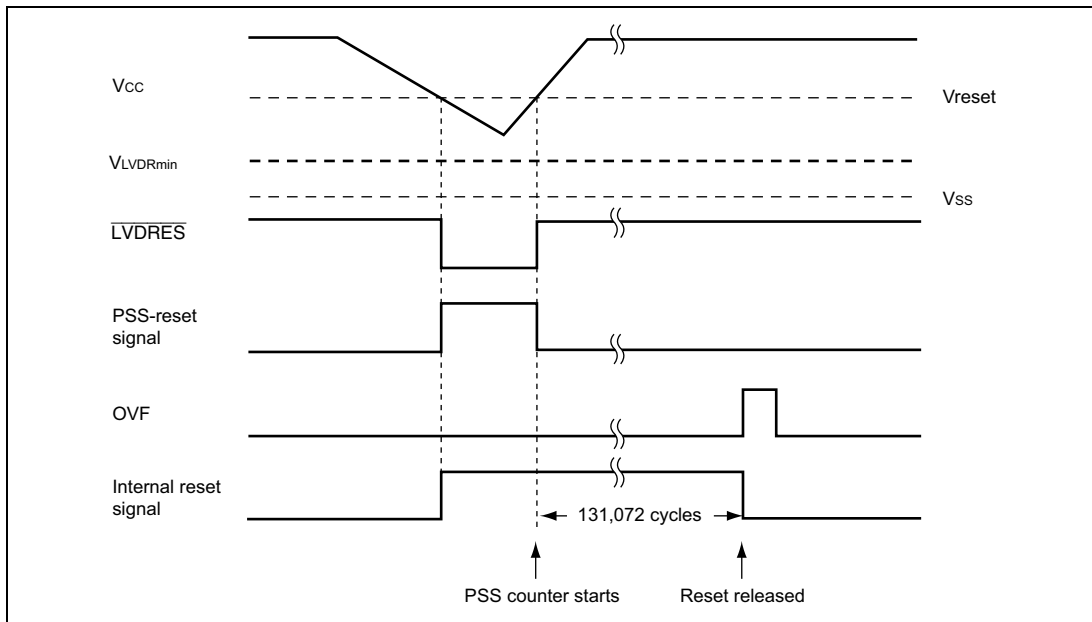 Vcc
Vreset
VLVDRmin
Vss
LVDRES
PSS-reset
signal
OVF
Internal reset
signal
131,072 cycles
PSS counter starts
Reset released